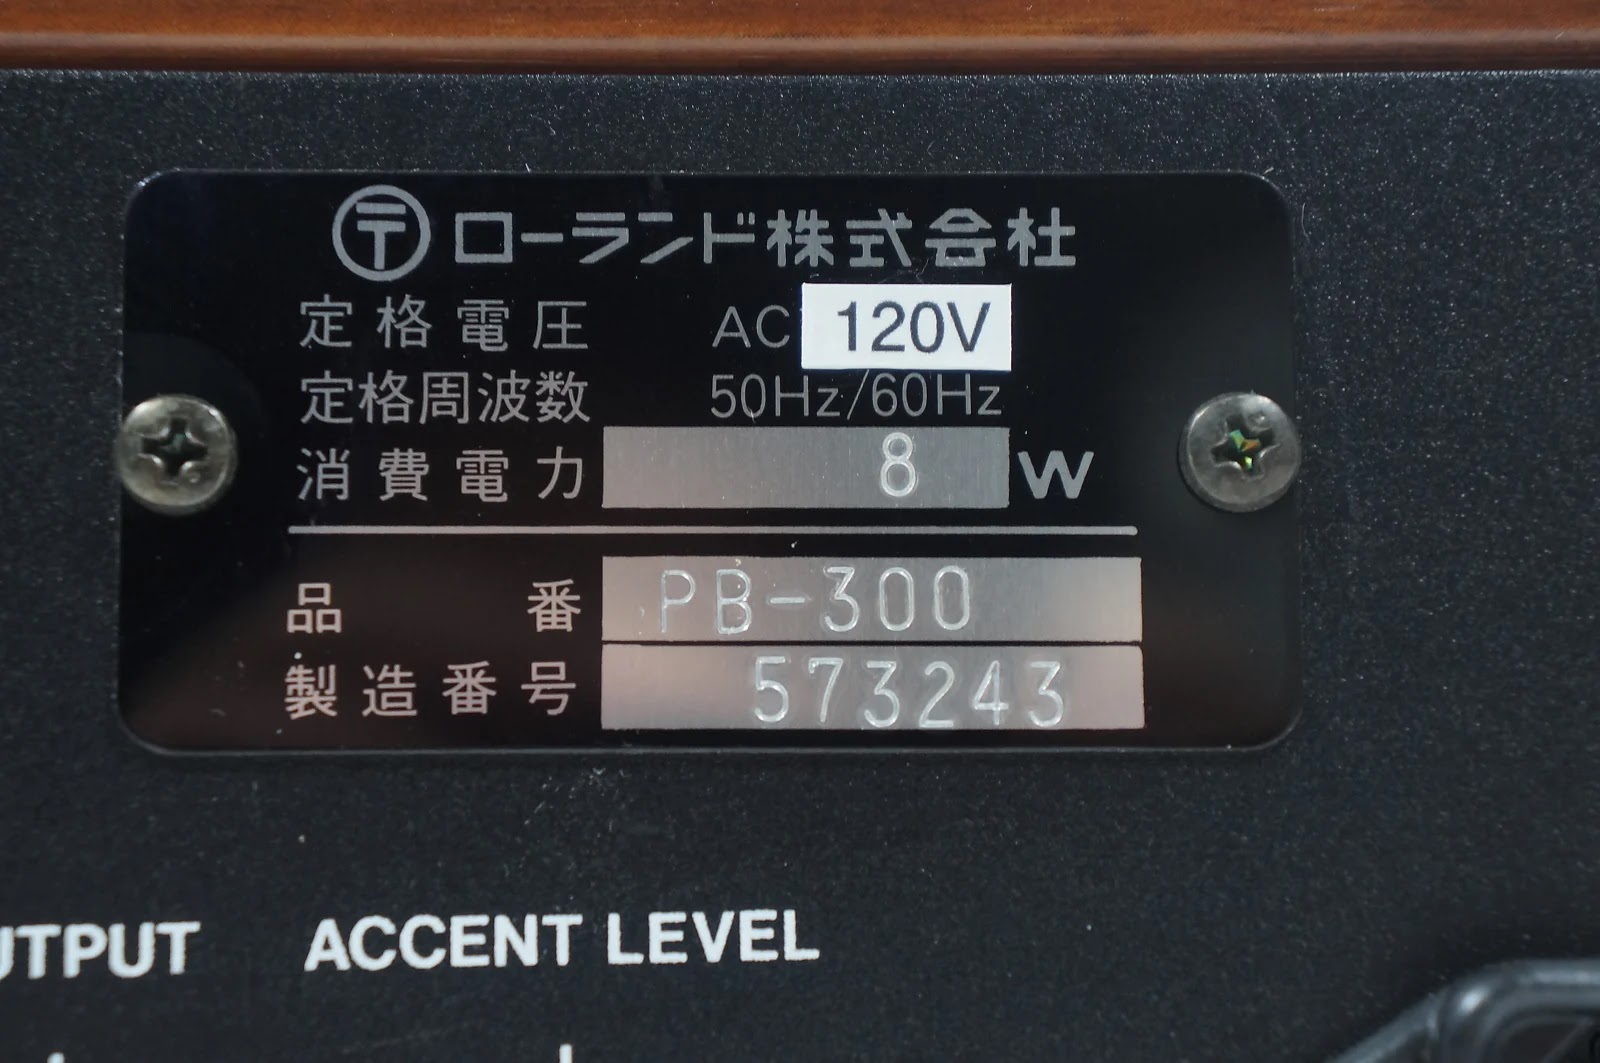 〒 ローランド株式会社
定格電圧 AC 120V
定格周波数 50Hz/60Hz
消費電力 8 W
品番 PB-300
製造番号 573243
UTPUT ACCENT LEVEL